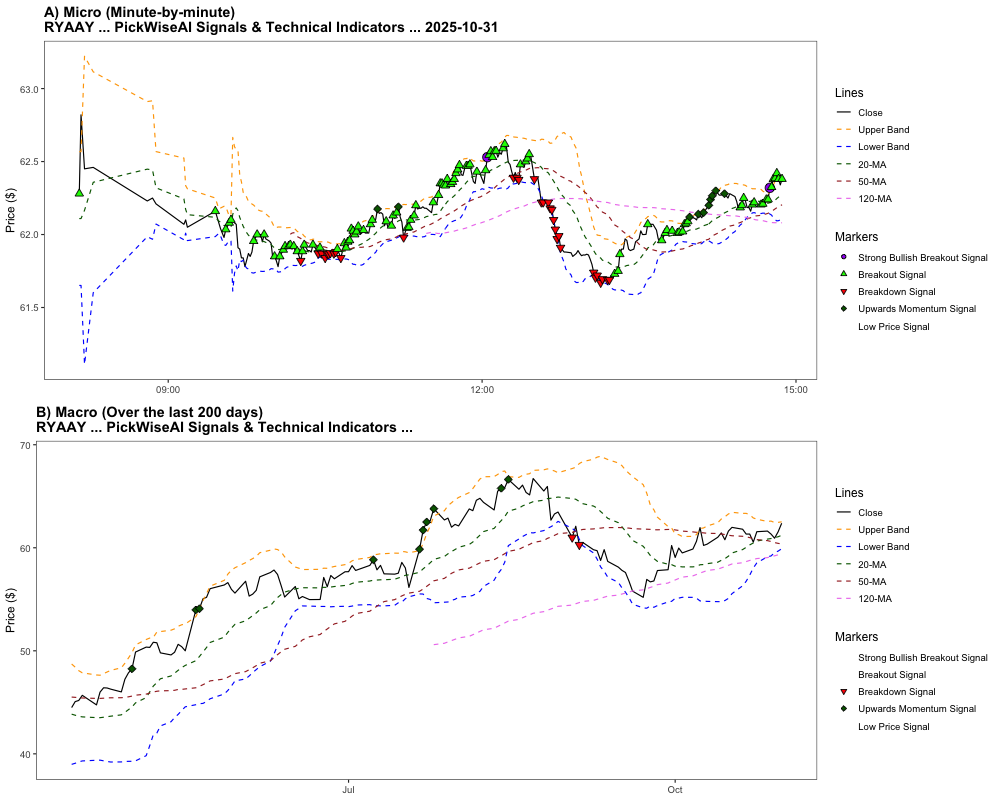 A) Micro (Minute-by-minute)
RYAAY ... PickWiseAI Signals & Technical Indicators ... 2025-10-31
Price ($)
63.0
62.5
62.0
61.5
09:00
12:00
15:00
Lines
Close
Upper Band
Lower Band
20-MA
50-MA
120-MA
Markers
Strong Bullish Breakout Signal
Breakout Signal
Breakdown Signal
Upwards Momentum Signal
Low Price Signal
B) Macro (Over the last 200 days)
RYAAY ... PickWiseAI Signals & Technical Indicators ...
Price ($)
70
60
50
40
Jul
Oct
Lines
Close
Upper Band
Lower Band
20-MA
50-MA
120-MA
Markers
Strong Bullish Breakout Signal
Breakout Signal
Breakdown Signal
Upwards Momentum Signal
Low Price Signal